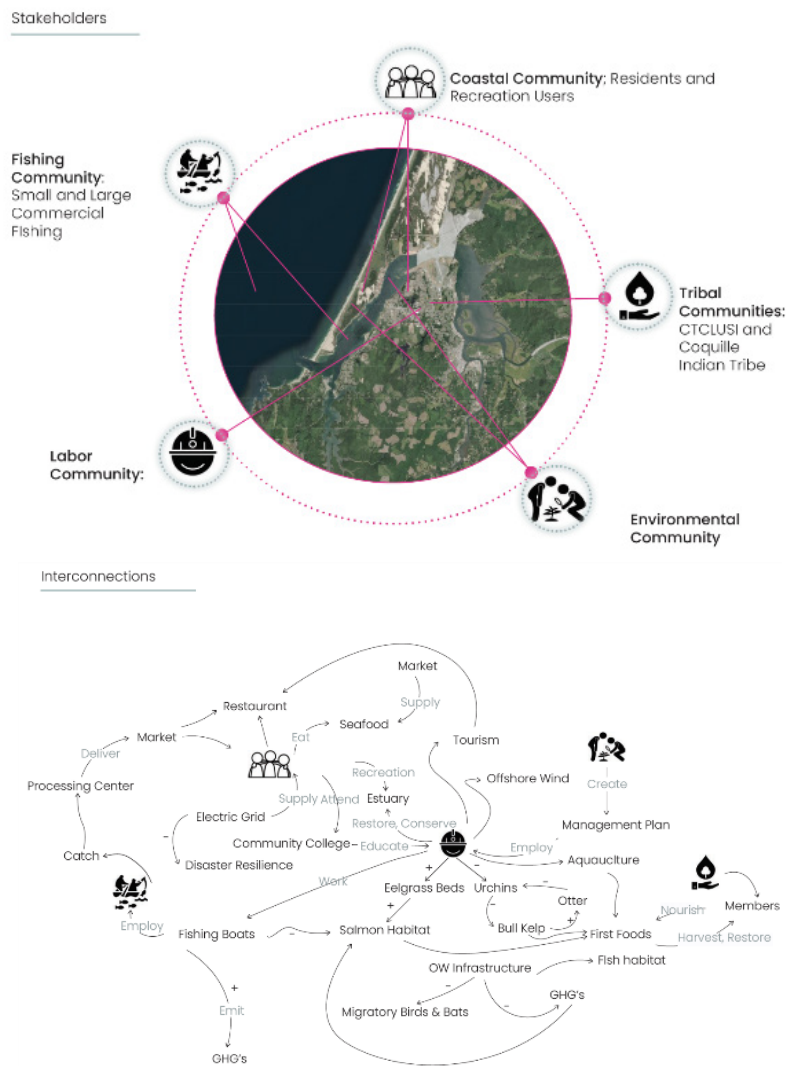 Stakeholders
Coastal Community; Residents and
Recreation Users
Fishing
Community:
Small and Large
Commercial
FIshing
Tribal
Communities:
CTCLUSI and
Coquille
Indian Tribe
Labor
Community:
Environmental
Community
Interconnections
Market
Supply
Restaurant
Seafood
Eat
Market
Deliver
Tourism
Processing Center
Recreation
Offshore Wind
Create
Supply
Attend
Estuary
Electric Grid
Restore, Conserve
Management Plan
Community College
Educate
Employ
Aquauclture
Catch
Disaster Resilience
-
+
-
Work
Eelgrass Beds
Urchins
-
Otter
Nourish
Members
+
-
+
Employ
Fishing Boats
-
Salmon Habitat
Bull Kelp
First Foods
Harvest, Restore
OW Infrastructure
FIsh habitat
-
-
GHG's
Migratory Birds & Bats
+
Emit
GHG's